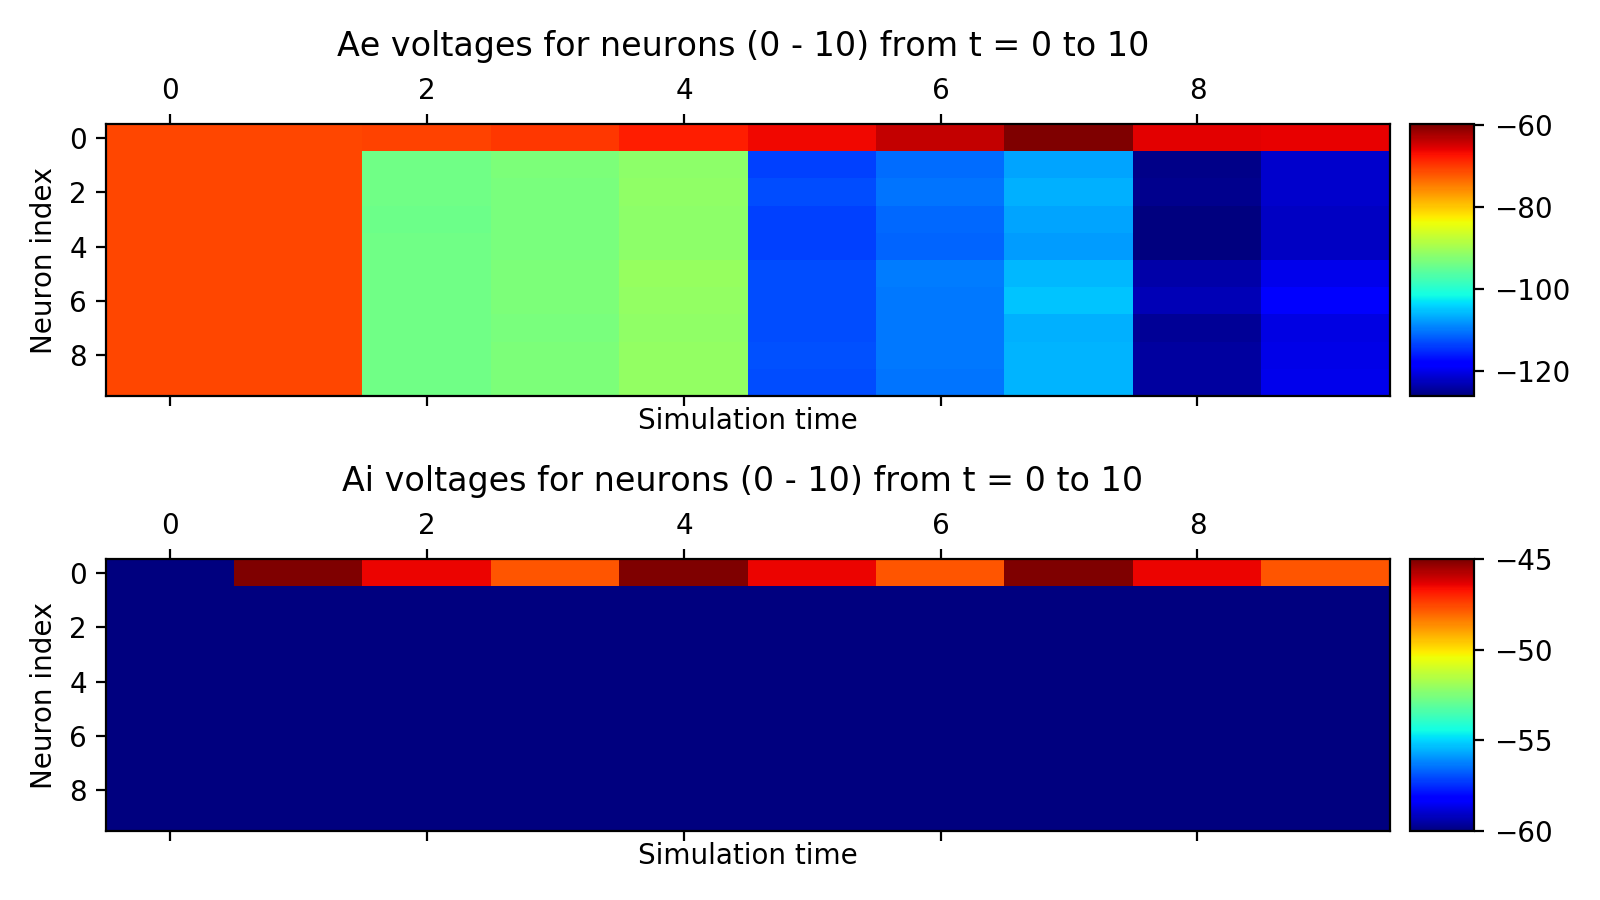 Ae voltages for neurons (0 - 10) from t = 0 to 10
0 2 4 6 8
Neuron index
0
2
4
6
8
−60
−80
−100
−120
Simulation time
Ai voltages for neurons (0 - 10) from t = 0 to 10
0 2 4 6 8
Neuron index
0
2
4
6
8
−45
−50
−55
−60
Simulation time